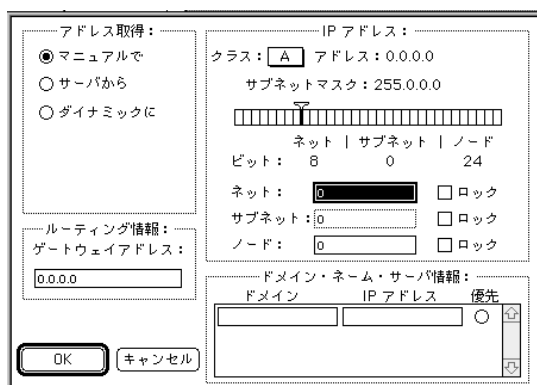 アドレス取得：
マニュアルで
サーバから
ダイナミックに
IP アドレス：
クラス： A アドレス：0.0.0.0
サブネットマスク：255.0.0.0
ネット | サブネット | ノード
ビット： 8 0 24
ネット： 0 ロック
サブネット： 0 ロック
ノード： 0 ロック
ルーティング情報：
ゲートウェイアドレス：
0.0.0.0
ドメイン・ネーム・サーバ情報：
ドメイン IP アドレス 優先
OK キャンセル